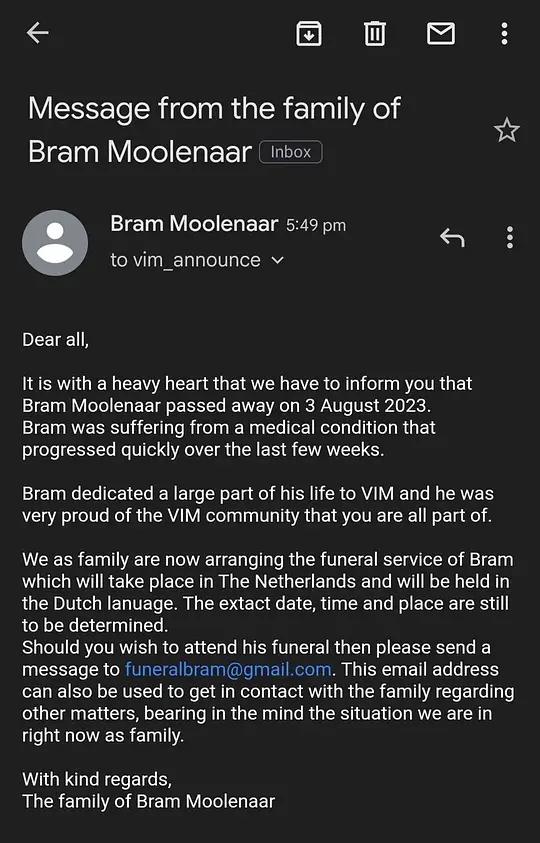 Message from the family of
Bram Moolenaar Inbox
Bram Moolenaar 5:49 pm
to vim_announce
Dear all,
It is with a heavy heart that we have to inform you that
Bram Moolenaar passed away on 3 August 2023.
Bram was suffering from a medical condition that
progressed quickly over the last few weeks.
Bram dedicated a large part of his life to VIM and he was
very proud of the VIM community that you are all part of.
We as family are now arranging the funeral service of Bram
which will take place in The Netherlands and will be held in
the Dutch lanuage. The extact date, time and place are still
to be determined.
Should you wish to attend his funeral then please send a
message to funeralbram@gmail.com. This email address
can also be used to get in contact with the family regarding
other matters, bearing in the mind the situation we are in
right now as family.
With kind regards,
The family of Bram Moolenaar